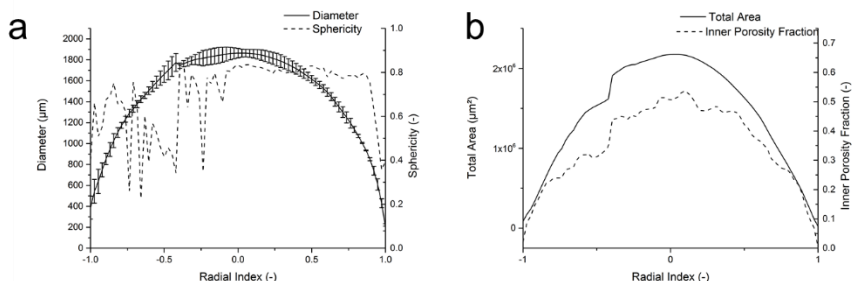 a
Diameter
Sphericity
2000
1800
1600
1400
1200
1000
800
600
400
200
0
Diameter (µm)
1.0
0.8
0.6
0.4
0.2
0.0
Sphericity (-)
-1.0
-0.5
0.0
0.5
1.0
Radial Index (-)
b
Total Area
Inner Porosity Fraction
2x10⁶
1x10⁶
0
Total Area (µm²)
0.7
0.6
0.5
0.4
0.3
0.2
0.1
0.0
Inner Porosity Fraction (-)
-1
0
1
Radial Index (-)